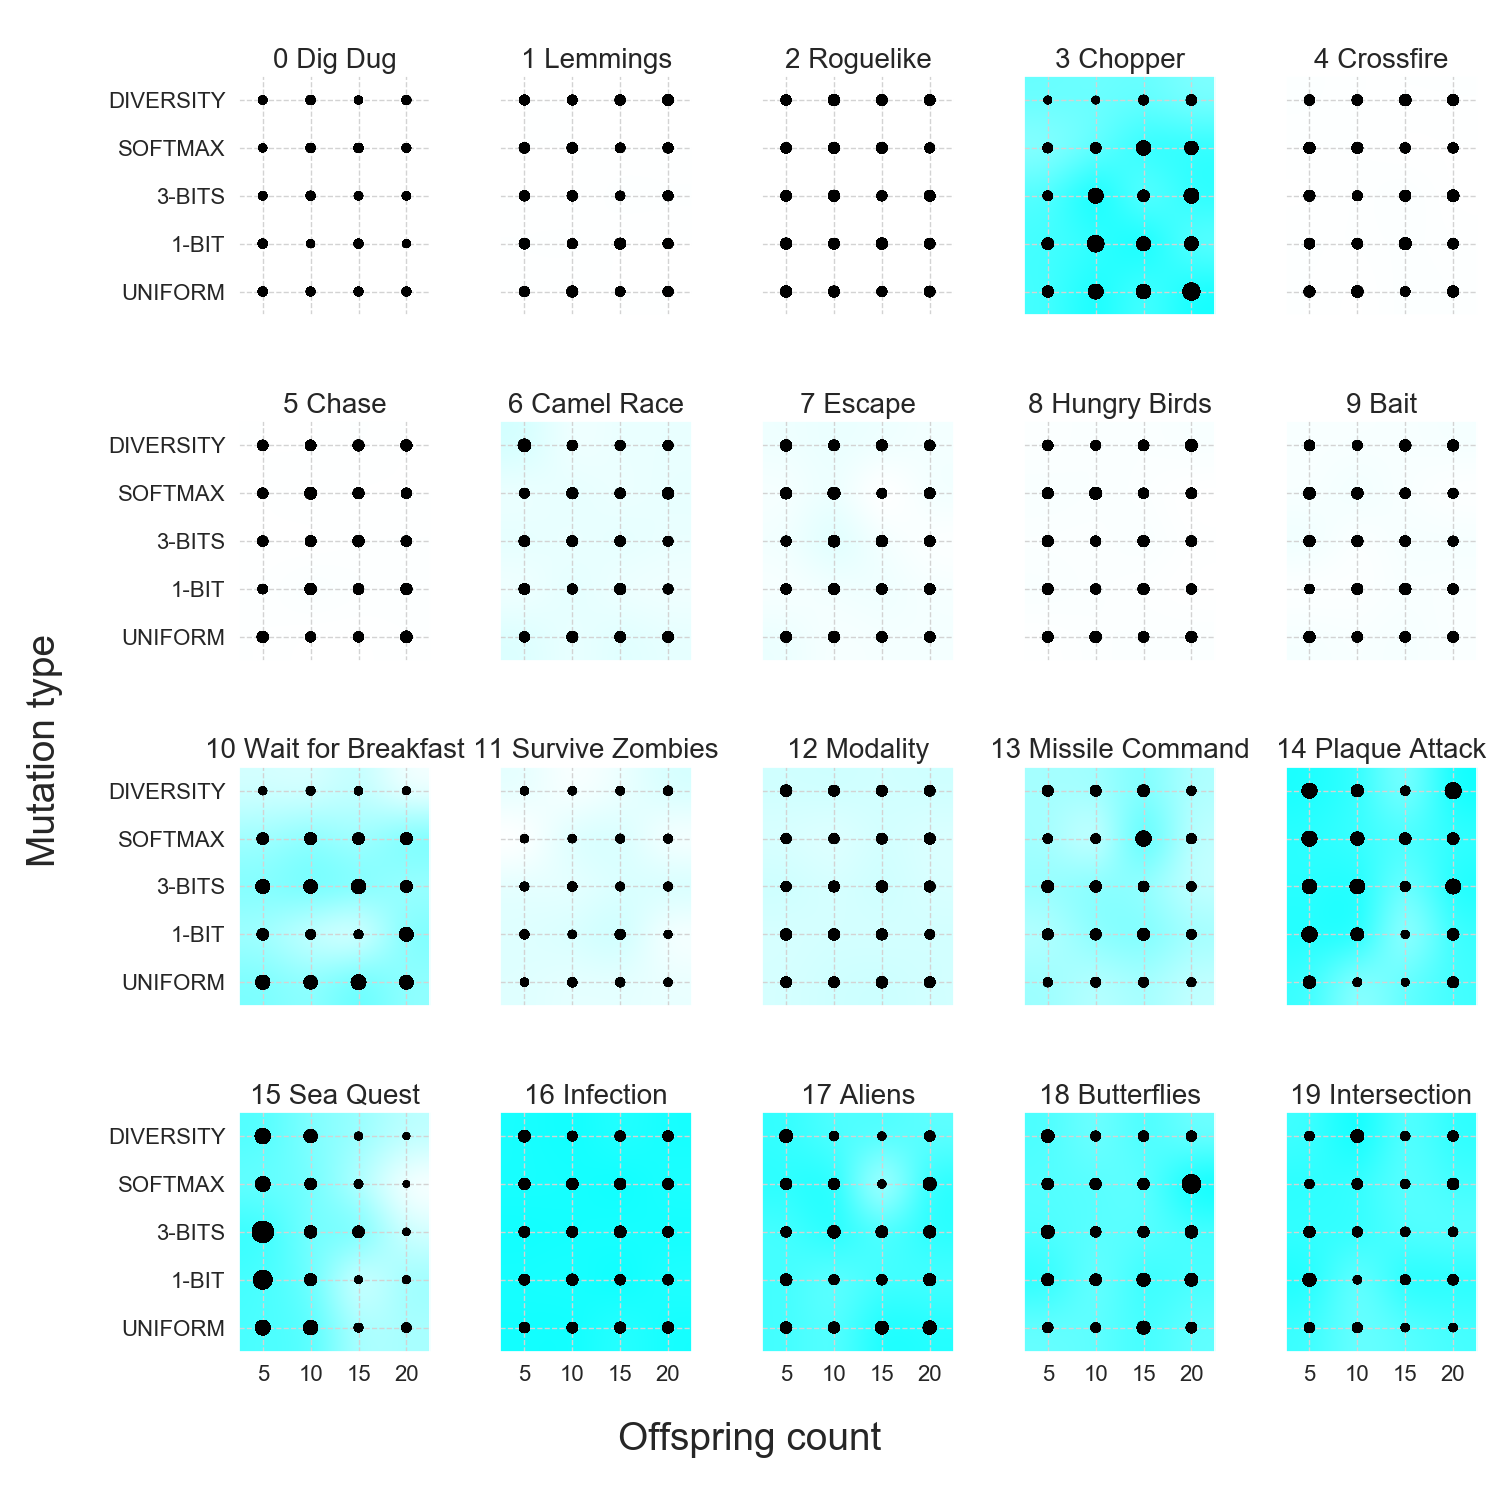 0 Dig Dug 1 Lemmings 2 Roguelike 3 Chopper 4 Crossfire
DIVERSITY
SOFTMAX
3-BITS
1-BIT
UNIFORM
5 Chase 6 Camel Race 7 Escape 8 Hungry Birds 9 Bait
DIVERSITY
SOFTMAX
3-BITS
1-BIT
UNIFORM
Mutation type
10 Wait for Breakfast 11 Survive Zombies 12 Modality 13 Missile Command 14 Plaque Attack
DIVERSITY
SOFTMAX
3-BITS
1-BIT
UNIFORM
15 Sea Quest 16 Infection 17 Aliens 18 Butterflies 19 Intersection
DIVERSITY
SOFTMAX
3-BITS
1-BIT
UNIFORM
5 10 15 20 5 10 15 20 5 10 15 20 5 10 15 20 5 10 15 20
Offspring count